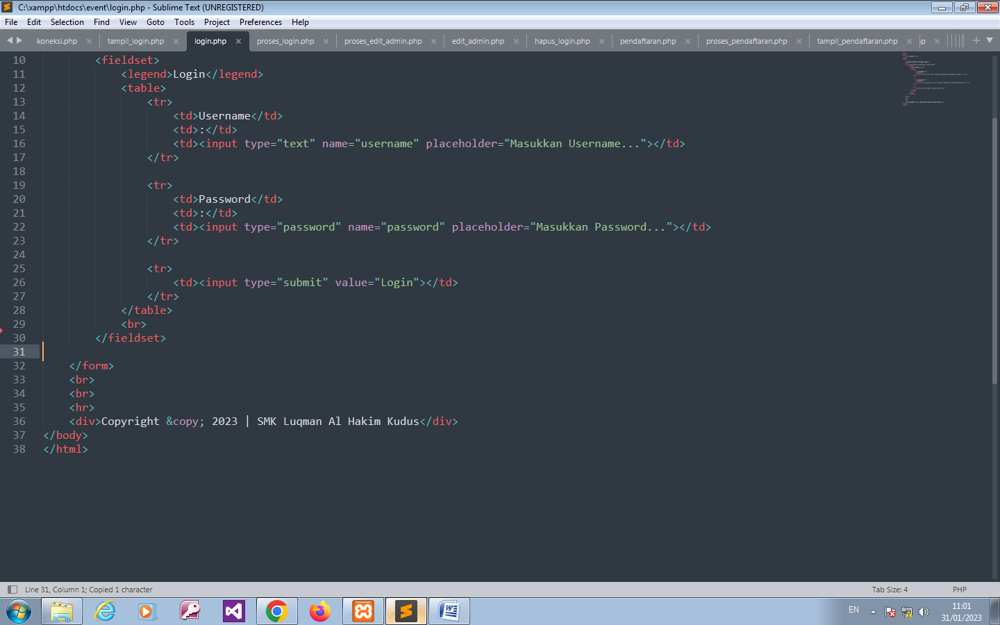 C:\xampp\htdocs\event\login.php - Sublime Text (UNREGISTERED)
File Edit Selection Find View Goto Tools Project Preferences Help
koneksi.php tampil_login.php login.php proses_login.php proses_edit_admin.php edit_admin.php hapus_login.php pendaftaran.php proses_pendaftaran.php tampil_pendaftaran.php
10 <fieldset>
11 <legend>Login</legend>
12 <table>
13 <tr>
14 <td>Username</td>
15 <td>:</td>
16 <td><input type="text" name="username" placeholder="Masukkan Username..."></td>
17 </tr>
18
19 <tr>
20 <td>Password</td>
21 <td>:</td>
22 <td><input type="password" name="password" placeholder="Masukkan Password..."></td>
23 </tr>
24
25 <tr>
26 <td><input type="submit" value="Login"></td>
27 </tr>
28 </table>
29 <br>
30 </fieldset>
31
32 </form>
33 <br>
34 <br>
35 <hr>
36 <div>Copyright &copy; 2023 | SMK Luqman Al Hakim Kudus</div>
37 </body>
38 </html>
Line 31, Column 1; Copied 1 character Tab Size: 4 PHP
EN 11:01
31/01/2023